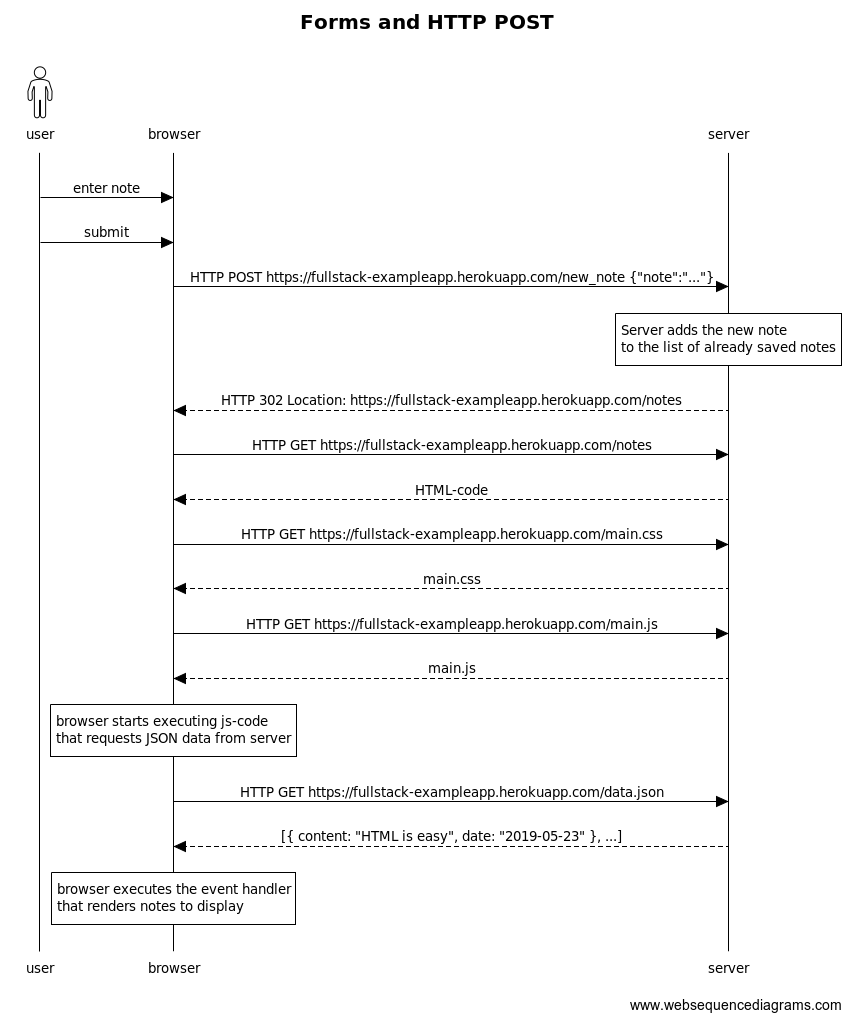 Forms and HTTP POST
user
browser
server
enter note
submit
HTTP POST https://fullstack-exampleapp.herokuapp.com/new_note {"note":"..."}
Server adds the new note
to the list of already saved notes
HTTP 302 Location: https://fullstack-exampleapp.herokuapp.com/notes
HTTP GET https://fullstack-exampleapp.herokuapp.com/notes
HTML-code
HTTP GET https://fullstack-exampleapp.herokuapp.com/main.css
main.css
HTTP GET https://fullstack-exampleapp.herokuapp.com/main.js
main.js
browser starts executing js-code
that requests JSON data from server
HTTP GET https://fullstack-exampleapp.herokuapp.com/data.json
[{ content: "HTML is easy", date: "2019-05-23" }, ...]
browser executes the event handler
that renders notes to display
user
browser
server
www.websequencediagrams.com